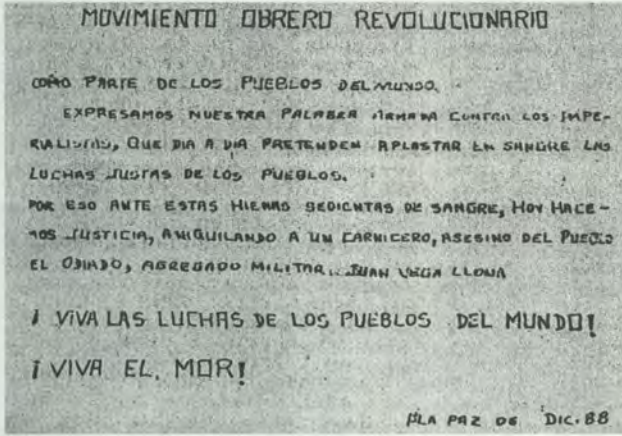 MOVIMIENTO OBRERO REVOLUCIONARIO
COMO PARTE DE LOS PUEBLOS DEL MUNDO.
EXPRESAMOS NUESTRA PALABRA ARMADA CONTRA LOS IMPE-
RIALISTAS, QUE DIA A DIA PRETENDEN APLASTAR EN SANGRE LAS
LUCHAS JUSTAS DE LOS PUEBLOS.
POR ESO ANTE ESTAS HIENAS SEDIENTAS DE SANGRE, HOY HACE-
MOS JUSTICIA, ANIQUILANDO A UN CARNICERO, ASESINO DEL PUEBLO
EL ODIADO, AGREGADO MILITAR. JUAN VEGA LLONA
¡ VIVA LAS LUCHAS DE LOS PUEBLOS DEL MUNDO!
¡ VIVA EL. MOR!
LA PAZ DE DIC. 88